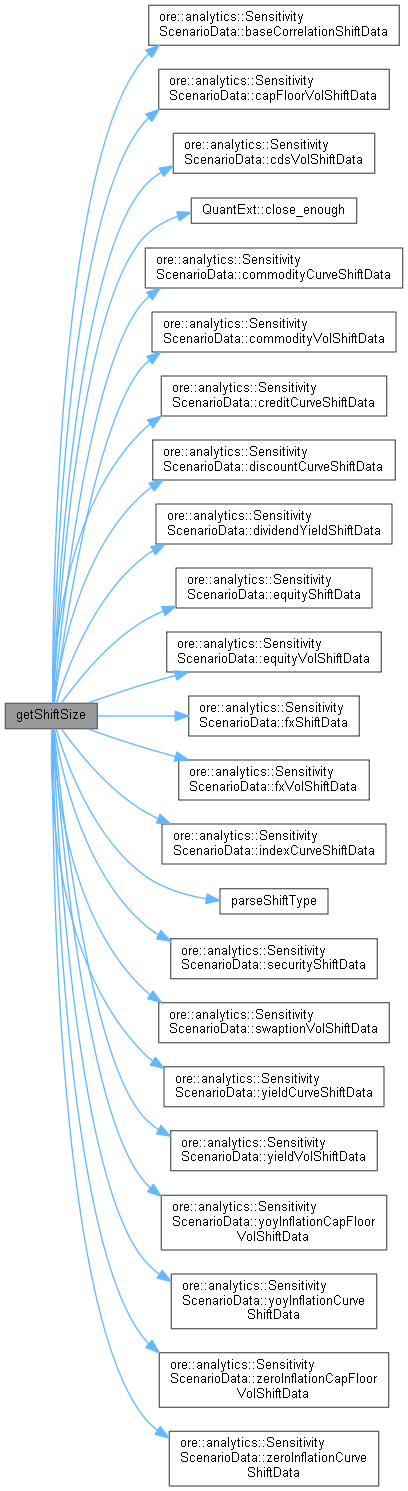 ore::analytics::Sensitivity
ScenarioData::baseCorrelationShiftData
ore::analytics::Sensitivity
ScenarioData::capFloorVolShiftData
ore::analytics::Sensitivity
ScenarioData::cdsVolShiftData
QuantExt::close_enough
ore::analytics::Sensitivity
ScenarioData::commodityCurveShiftData
ore::analytics::Sensitivity
ScenarioData::commodityVolShiftData
ore::analytics::Sensitivity
ScenarioData::creditCurveShiftData
ore::analytics::Sensitivity
ScenarioData::discountCurveShiftData
ore::analytics::Sensitivity
ScenarioData::dividendYieldShiftData
ore::analytics::Sensitivity
ScenarioData::equityShiftData
ore::analytics::Sensitivity
ScenarioData::equityVolShiftData
getShiftSize
ore::analytics::Sensitivity
ScenarioData::fxShiftData
ore::analytics::Sensitivity
ScenarioData::fxVolShiftData
ore::analytics::Sensitivity
ScenarioData::indexCurveShiftData
parseShiftType
ore::analytics::Sensitivity
ScenarioData::securityShiftData
ore::analytics::Sensitivity
ScenarioData::swaptionVolShiftData
ore::analytics::Sensitivity
ScenarioData::yieldCurveShiftData
ore::analytics::Sensitivity
ScenarioData::yieldVolShiftData
ore::analytics::Sensitivity
ScenarioData::yoyInflationCapFloor
VolShiftData
ore::analytics::Sensitivity
ScenarioData::yoyInflationCurve
ShiftData
ore::analytics::Sensitivity
ScenarioData::zeroInflationCapFloor
VolShiftData
ore::analytics::Sensitivity
ScenarioData::zeroInflationCurve
ShiftData